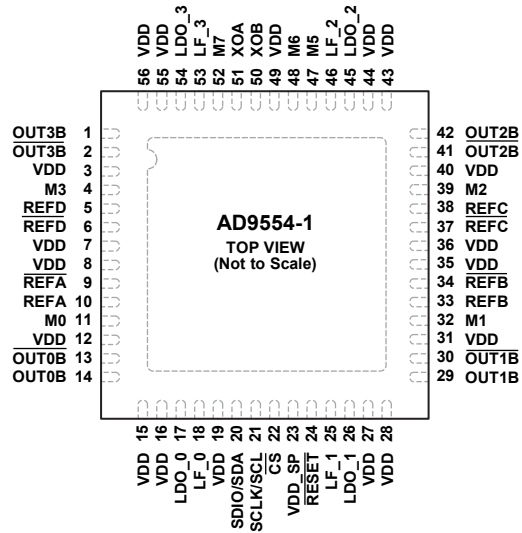 VDD
VDD
LDO_3
LF_3
M7
XOA
XOB
VDD
M6
M5
LF_2
LDO_2
VDD
VDD
56
55
54
53
52
51
50
49
48
47
46
45
44
43
OUT3B 1
OUT3B 2
VDD 3
M3 4
REFD 5
REFD 6
VDD 7
VDD 8
REFA 9
REFA 10
M0 11
VDD 12
OUT0B 13
OUT0B 14
AD9554-1
TOP VIEW
(Not to Scale)
42 OUT2B
41 OUT2B
40 VDD
39 M2
38 REFC
37 REFC
36 VDD
35 VDD
34 REFB
33 REFB
32 M1
31 VDD
30 OUT1B
29 OUT1B
15
16
17
18
19
20
21
22
23
24
25
26
27
28
VDD
VDD
LDO_0
LF_0
VDD
SDIO/SDA
SCLK/SCL
CS
VDD_SP
RESET
LF_1
LDO_1
VDD
VDD